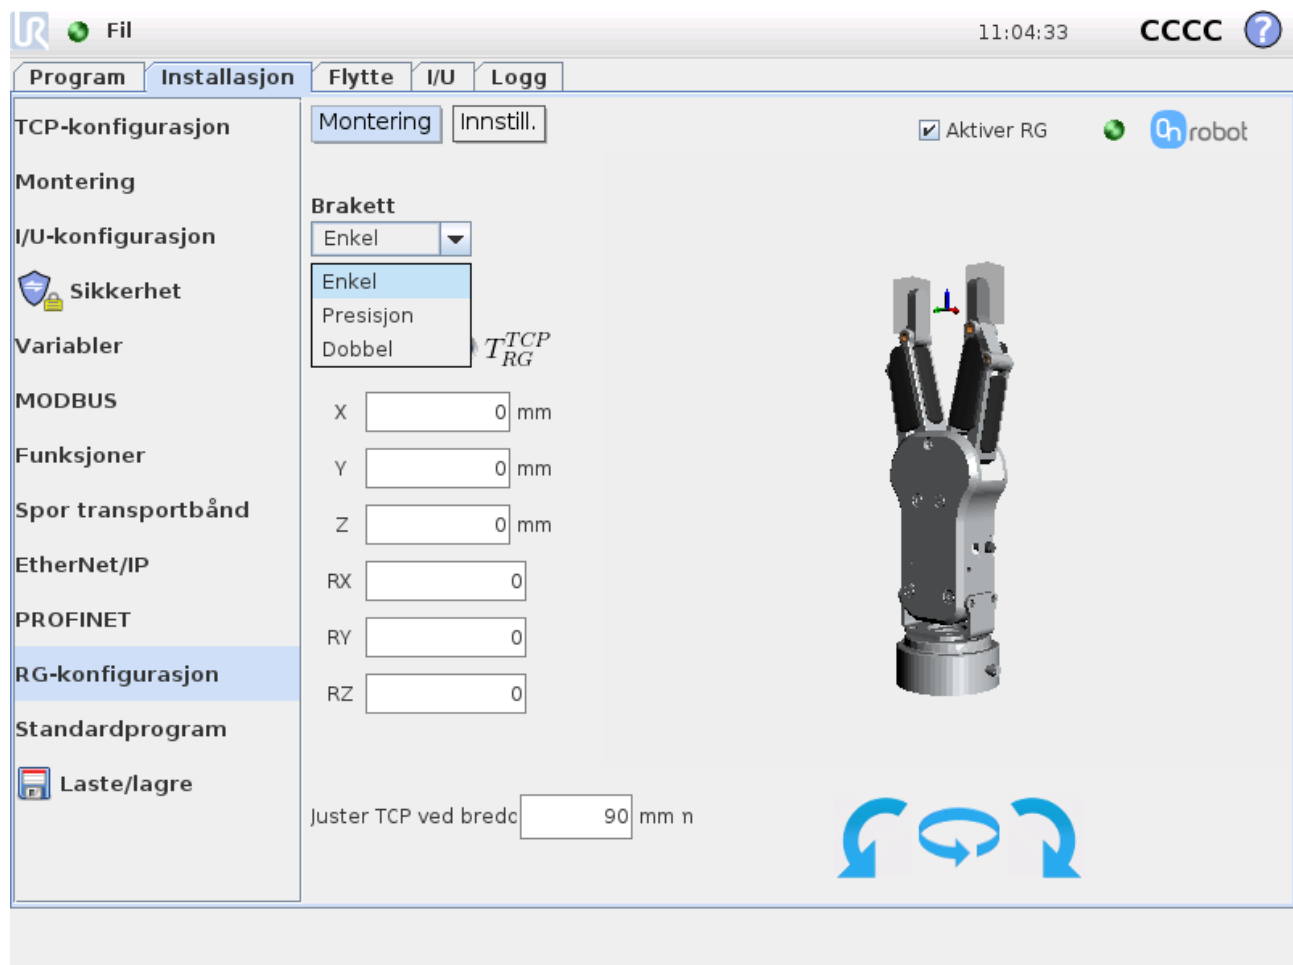 Fil 11:04:33 CCCC ?
Program Installasjon Flytte I/U Logg
TCP-konfigurasjon
Montering
I/U-konfigurasjon
Sikkerhet
Variabler
MODBUS
Funksjoner
Spor transportbånd
EtherNet/IP
PROFINET
RG-konfigurasjon
Standardprogram
Laste/lagre
Montering Innstill.
Aktiver RG On robot
Brakett
Enkel
Enkel
Presisjon
Dobbel
T RG TCP
X 0 mm
Y 0 mm
Z 0 mm
RX 0
RY 0
RZ 0
Juster TCP ved bredc 90 mm n